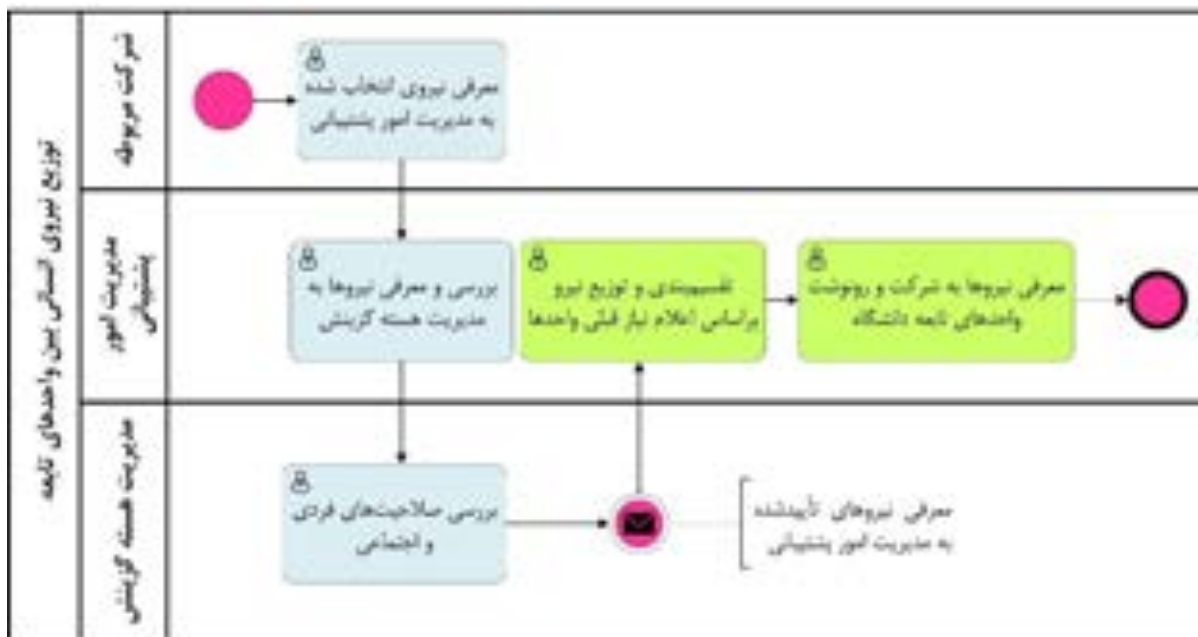 توزیع نیروی انسانی بین واحدهای تابعه
شرکت مربوطه
معرفی نیروی انتخاب شده
به مدیریت امور پشتیبانی
مدیریت امور
پشتیبانی
بررسی و معرفی نیروها به
مدیریت هسته گزینش
تقسیم‌بندی و توزیع نیرو
براساس اعلام نیاز قبلی واحدها
معرفی نیروها به شرکت و رونوشت
واحدهای تابعه دانشگاه
مدیریت هسته گزینش
بررسی صلاحیت‌های فردی
و اجتماعی
معرفی نیروهای تأییدشده
به مدیریت امور پشتیبانی